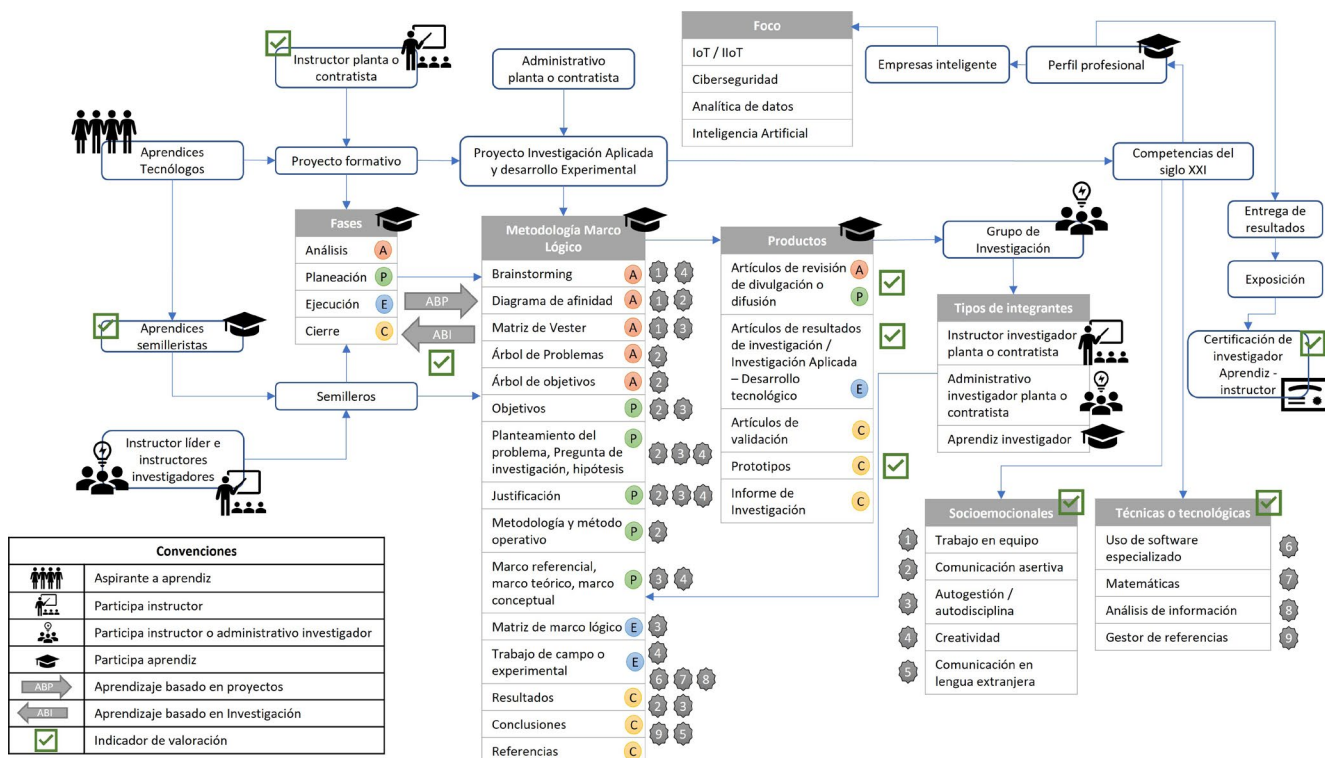 Instructor planta o
contratista
Administrativo
planta o contratista
Foco
IoT / IIoT
Ciberseguridad
Analítica de datos
Inteligencia Artificial
Empresas inteligente
Perfil profesional
Aprendices
Tecnólogos
Proyecto formativo
Proyecto Investigación Aplicada
y desarrollo Experimental
Competencias del
siglo XXI
Fases
Análisis A
Planeación P
Ejecución E
Cierre C
ABP
ABI
Aprendices
semilleristas
Semilleros
Instructor líder e
instructores
investigadores
Metodología Marco
Lógico
Brainstorming A 1 4
Diagrama de afinidad A 1 2
Matriz de Vester A 1 3
Árbol de Problemas A 2
Árbol de objetivos A 2
Objetivos P 2 3
Planteamiento del P
problema, Pregunta de
investigación, hipótesis 2 3 4
Justificación P 2 3 4
Metodología y método
operativo P 2
Marco referencial,
marco teórico, marco P 3 4
conceptual
Matriz de marco lógico E 3
Trabajo de campo o 4
experimental E
6 7 8
Resultados C 2 3
Conclusiones C
9 5
Referencias C
Productos
Artículos de revisión A
de divulgación o
difusión P
Artículos de resultados
de investigación /
Investigación Aplicada
– Desarrollo
tecnológico E
Artículos de
validación C
Prototipos C
Informe de
Investigación C
Grupo de
Investigación
Tipos de integrantes
Instructor investigador
planta o contratista
Administrativo
investigador planta o
contratista
Aprendiz investigador
Entrega de
resultados
Exposición
Certificación de
investigador
Aprendiz -
instructor
Socioemocionales
1 Trabajo en equipo
2 Comunicación asertiva
3 Autogestión /
autodisciplina
4 Creatividad
5 Comunicación en
lengua extranjera
Técnicas o tecnológicas
Uso de software
especializado 6
Matemáticas 7
Análisis de información 8
Gestor de referencias 9
Convenciones
Aspirante a aprendiz
Participa instructor
Participa instructor o administrativo investigador
Participa aprendiz
ABP Aprendizaje basado en proyectos
ABI Aprendizaje basado en Investigación
Indicador de valoración